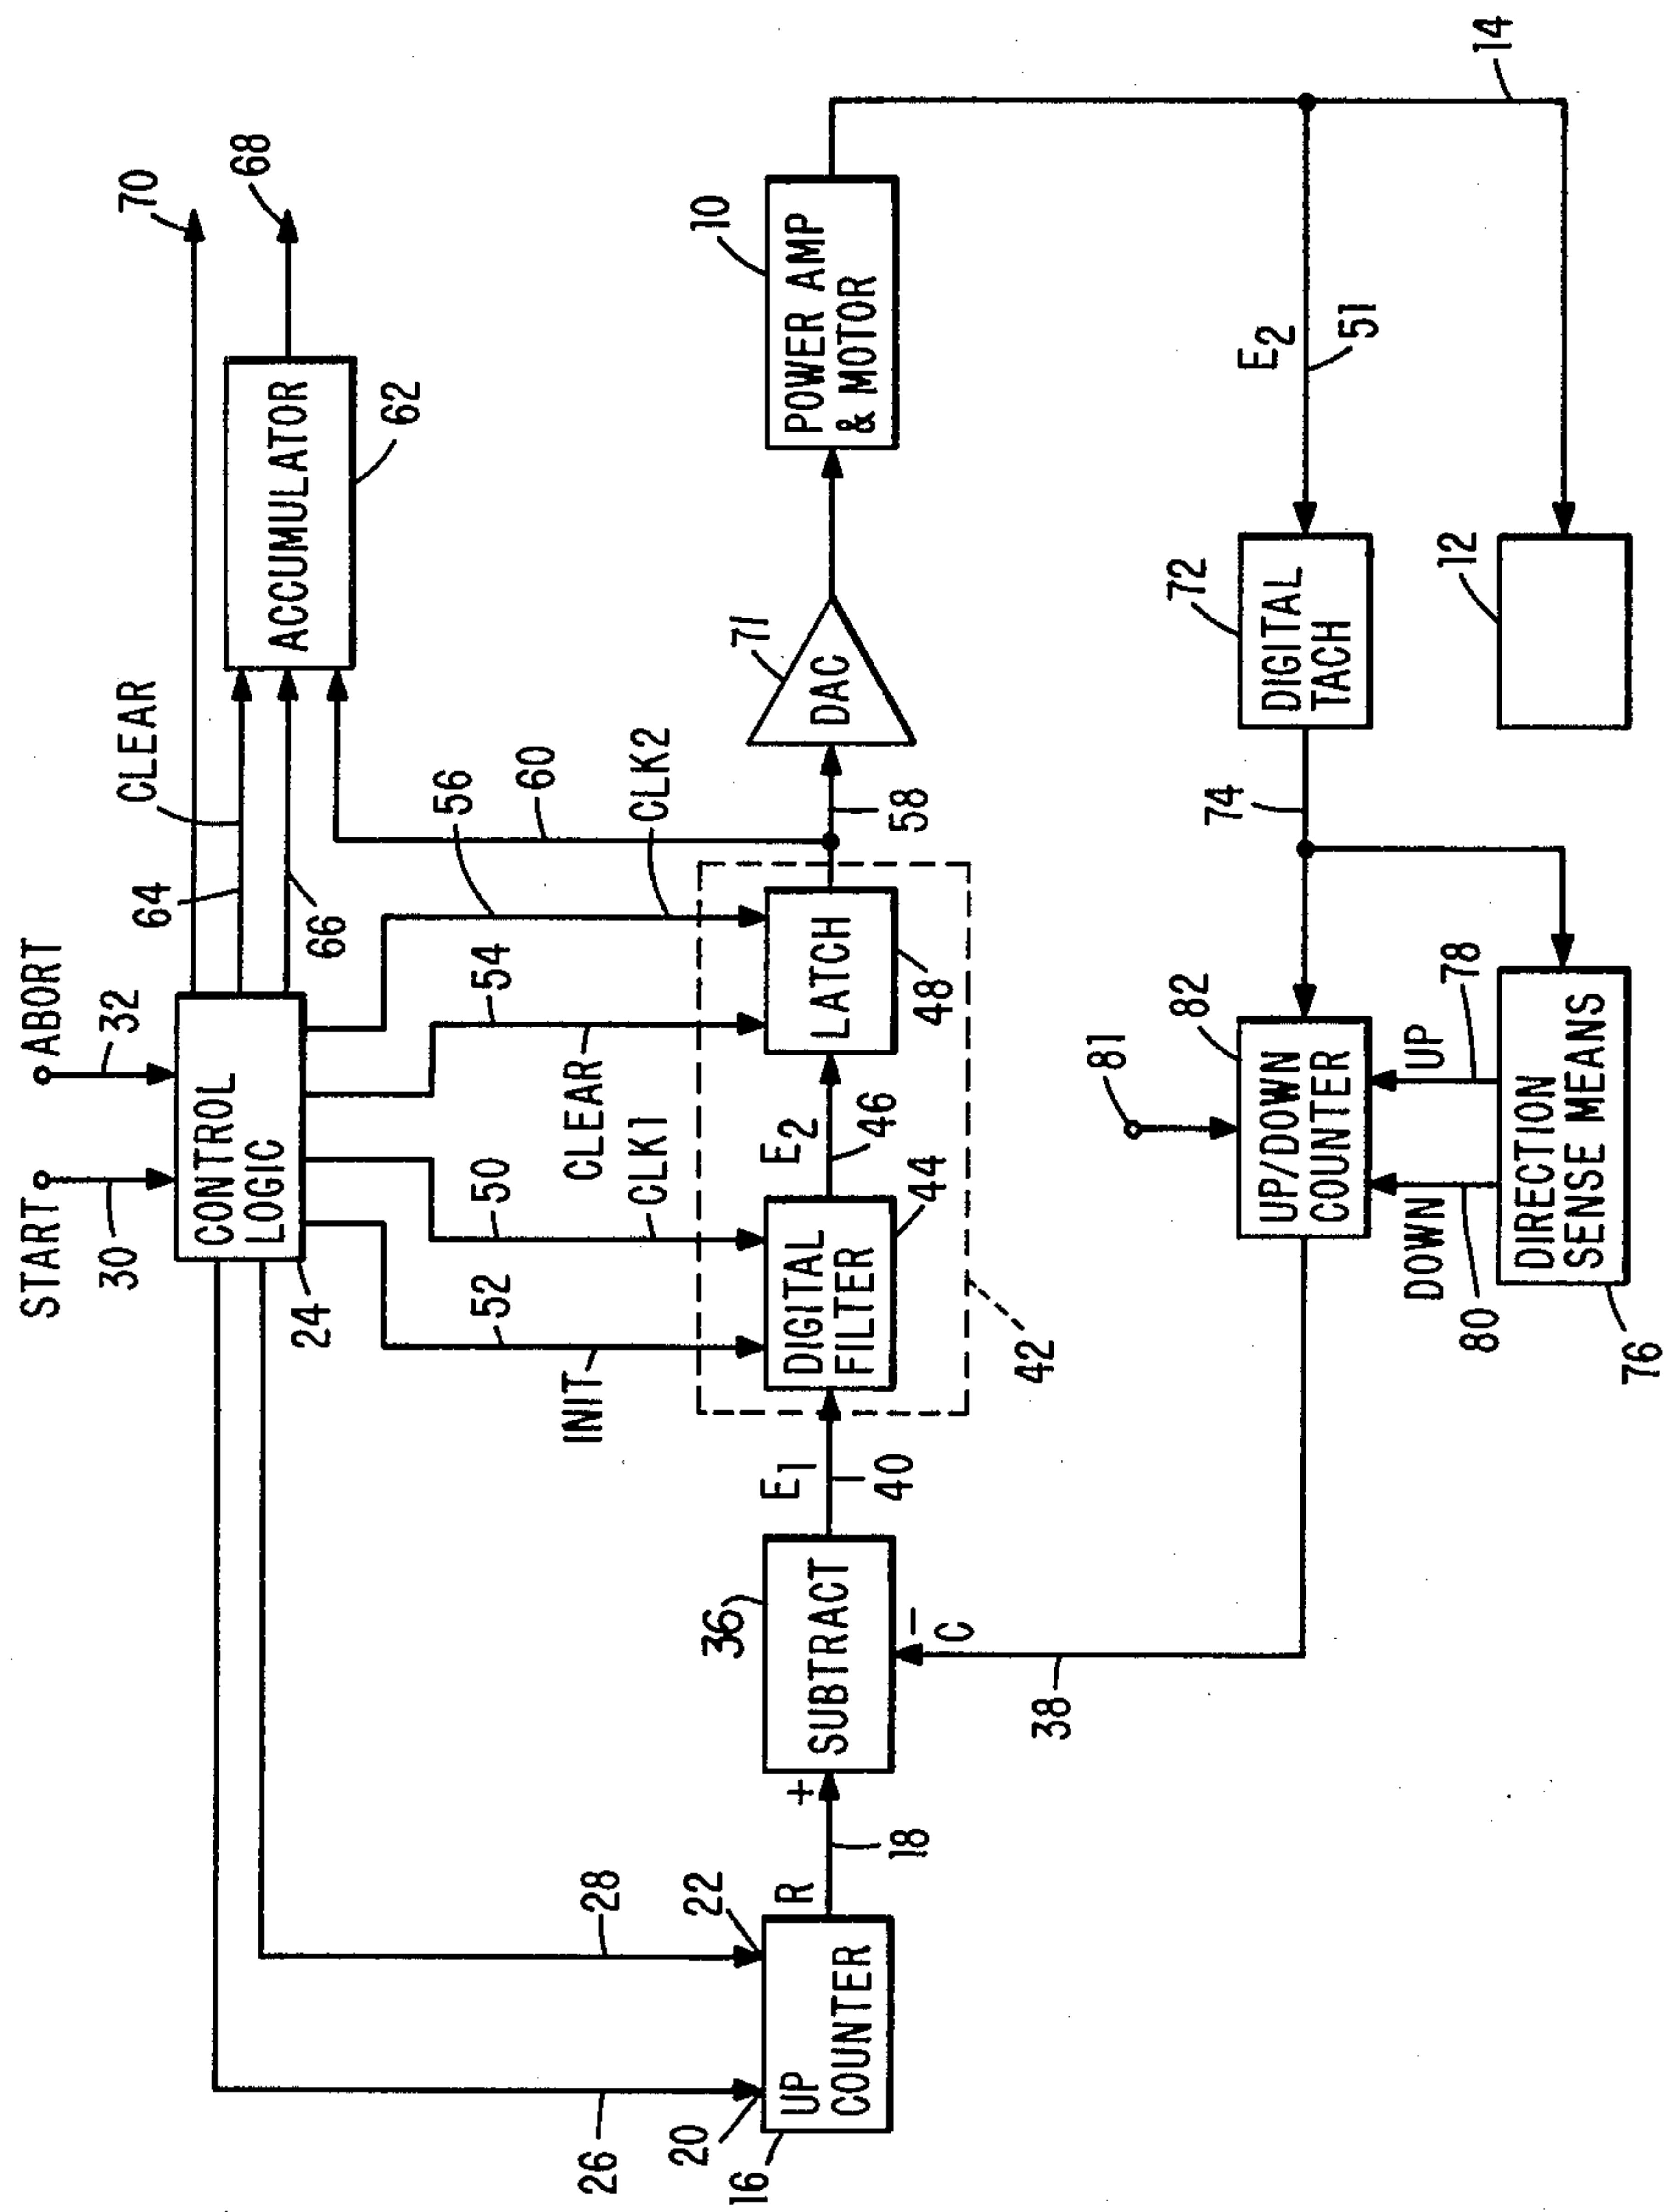 START
ABORT
30
32
CONTROL
LOGIC
24
CLEAR
64
66
70
68
ACCUMULATOR
62
26
28
52
50
54
56
60
INIT
CLK1
CLEAR
CLK2
20
22
16
UP
COUNTER
R
18
+
36
SUBTRACT
E1
40
DIGITAL
FILTER
44
E2
46
LATCH
48
42
58
71
DAC
10
POWER AMP
& MOTOR
−
C
38
81
82
UP/DOWN
COUNTER
74
72
DIGITAL
TACH
E2
51
DOWN
80
UP
78
DIRECTION
SENSE MEANS
76
12
14